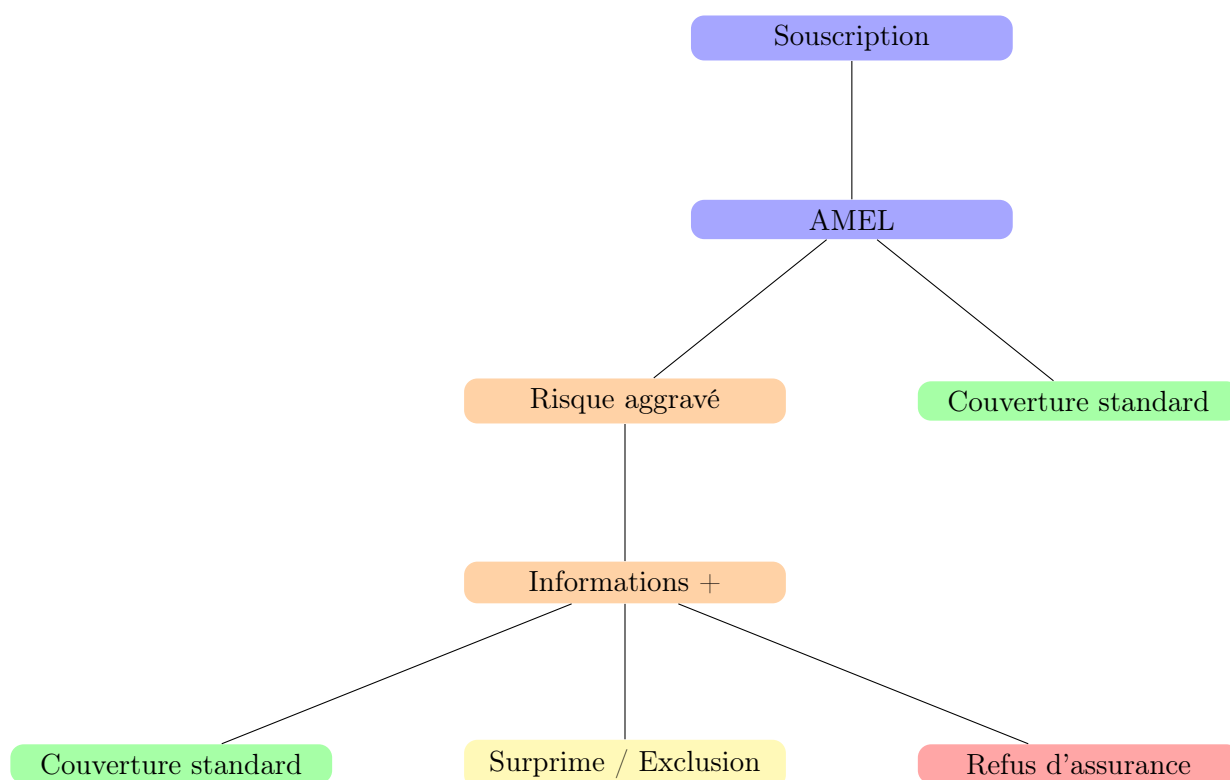 Souscription
AMEL
Risque aggravé
Couverture standard
Informations +
Couverture standard
Surprime / Exclusion
Refus d'assurance